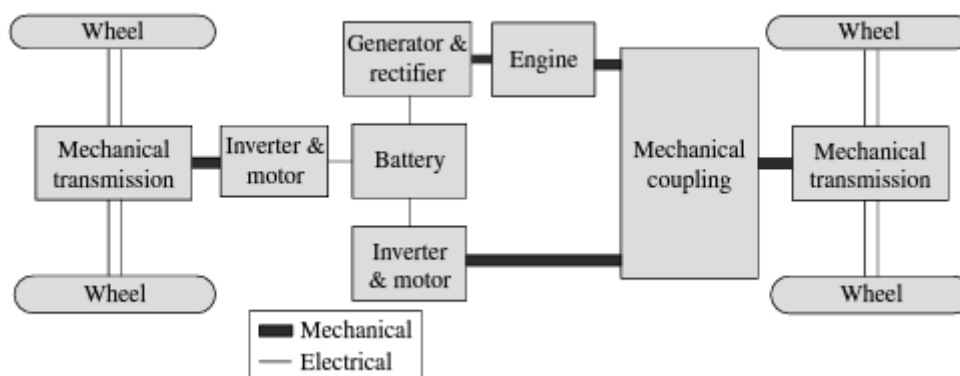 Wheel
Generator &
rectifier
Engine
Wheel
Mechanical
transmission
Inverter &
motor
Battery
Mechanical
coupling
Mechanical
transmission
Inverter
& motor
Wheel
Wheel
Mechanical
Electrical